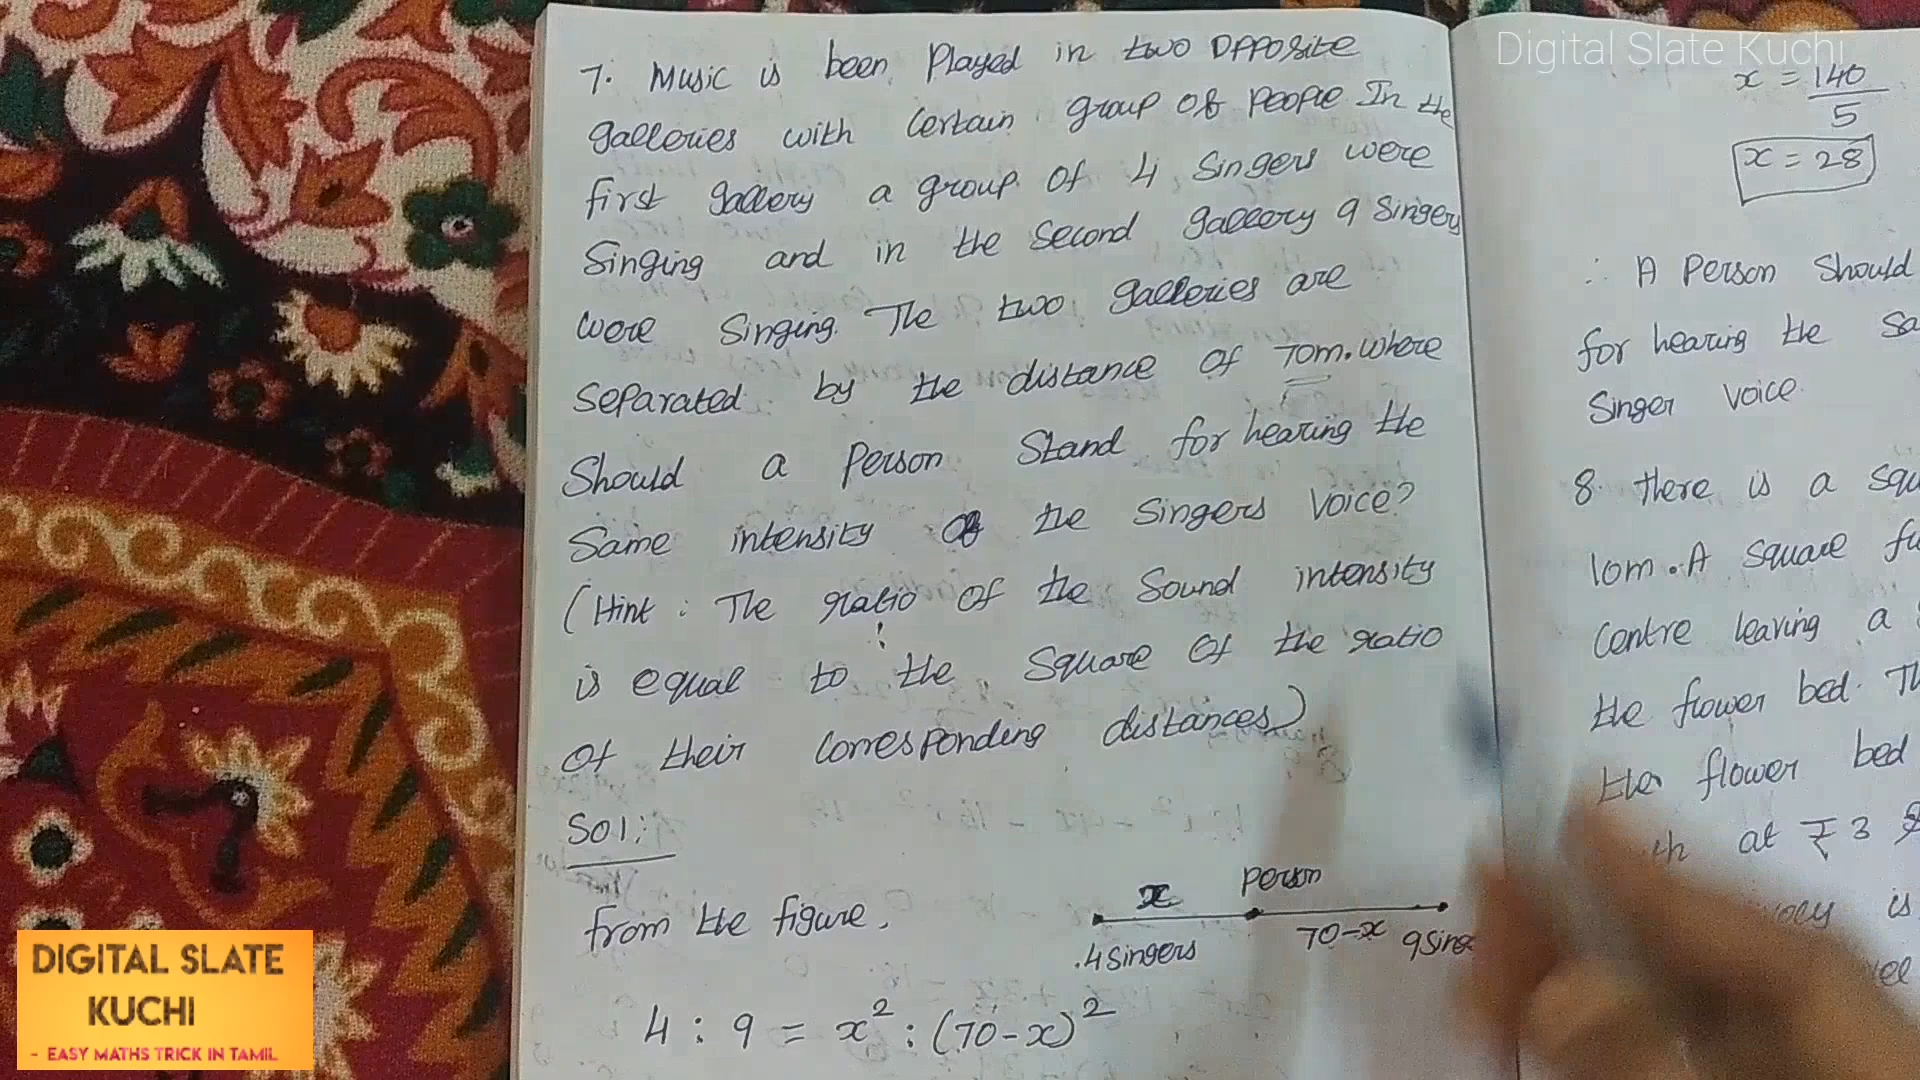 7. Music is been Played in two opposite
galleries with certain group of people In the
first gallery a group of 4 Singers were
Singing and in the Second gallery 9 Singers
were Singing. The two galleries are
separated by the distance of 70m. where
Should a Person Stand for hearing the
Same intensity of the Singers voice?
(Hint : The ratio of the Sound intensity
is equal to the Square of the ratio
of their corresponding distances)
Sol:
from the figure,
x
person
.4 Singers
70-x
4 : 9 = x² : (70-x)²
Digital Slate Kuchi
x = 140
5
x = 28
∴ A Person Should
for hearing the
Singer voice.
8. there is a
10m. A square
Centre leaving a
the flower bed.
the flower bed
at ₹3
is
DIGITAL SLATE
KUCHI
- EASY MATHS TRICK IN TAMIL